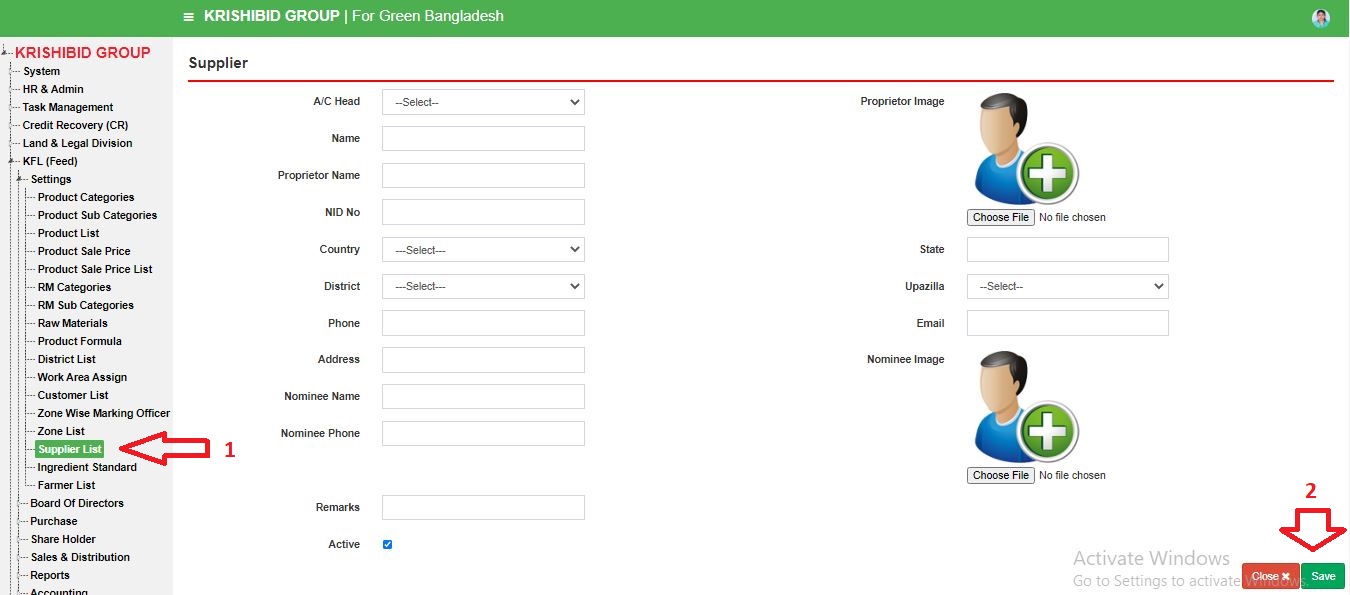 KRISHIBID GROUP | For Green Bangladesh
KRISHIBID GROUP
System
HR & Admin
Task Management
Credit Recovery (CR)
Land & Legal Division
KFL (Feed)
Settings
Product Categories
Product Sub Categories
Product List
Product Sale Price
Product Sale Price List
RM Categories
RM Sub Categories
Raw Materials
Product Formula
District List
Work Area Assign
Customer List
Zone Wise Marking Officer
Zone List
Supplier List
1
Ingredient Standard
Farmer List
Board Of Directors
Purchase
Share Holder
Sales & Distribution
Reports
Accounting
Supplier
A/C Head --Select--
Name
Proprietor Name
NID No
Country ---Select---
District ---Select---
Phone
Address
Nominee Name
Nominee Phone
Remarks
Active
Proprietor Image
Choose File No file chosen
State
Upazilla --Select--
Email
Nominee Image
Choose File No file chosen
2
Activate Windows
Go to Settings to activate Windows.
Close Save